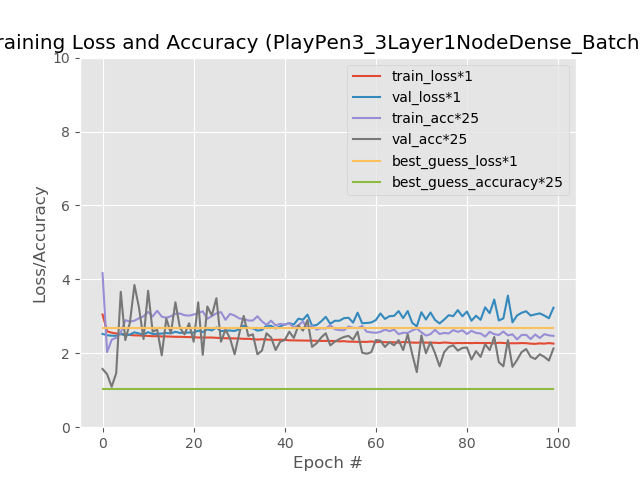 raining Loss and Accuracy (PlayPen3_3Layer1NodeDense_Batch
Loss/Accuracy
10
8
6
4
2
0
train_loss*1
val_loss*1
train_acc*25
val_acc*25
best_guess_loss*1
best_guess_accuracy*25
0 20 40 60 80 100
Epoch #